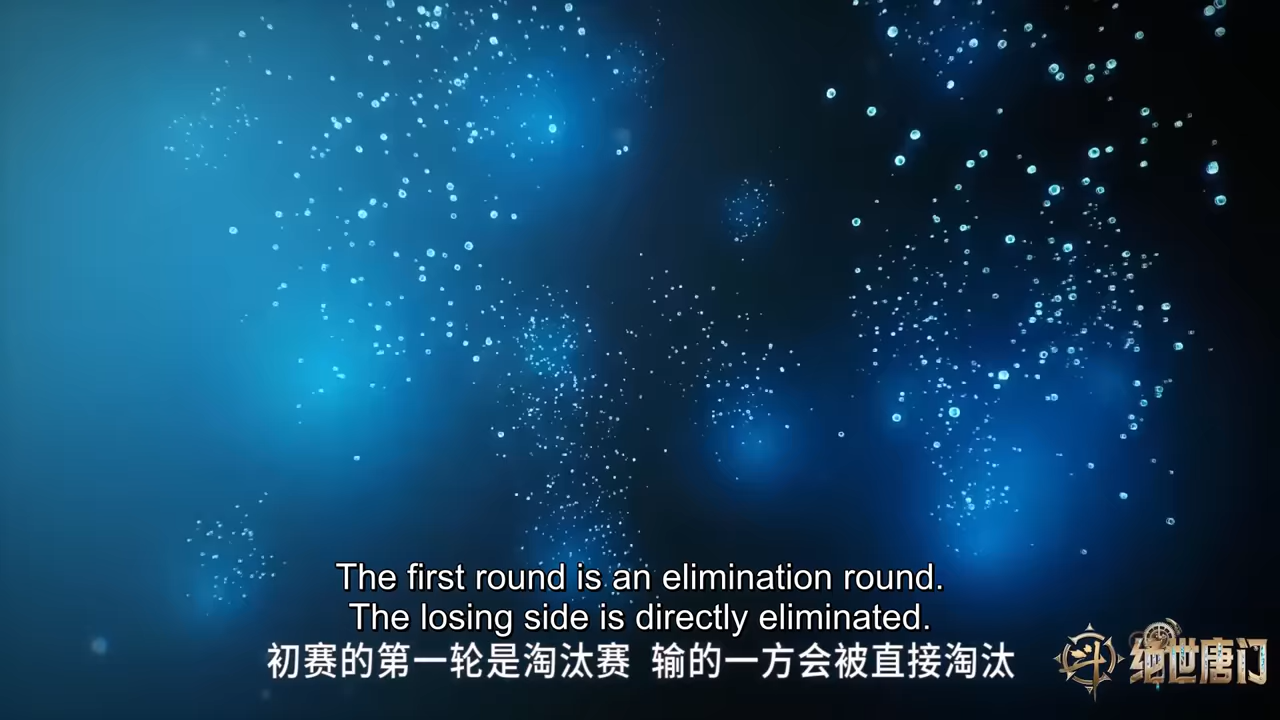 The first round is an elimination round.
The losing side is directly eliminated.
初赛的第一轮是淘汰赛 输的一方会被直接淘汰
斗 绝世唐门